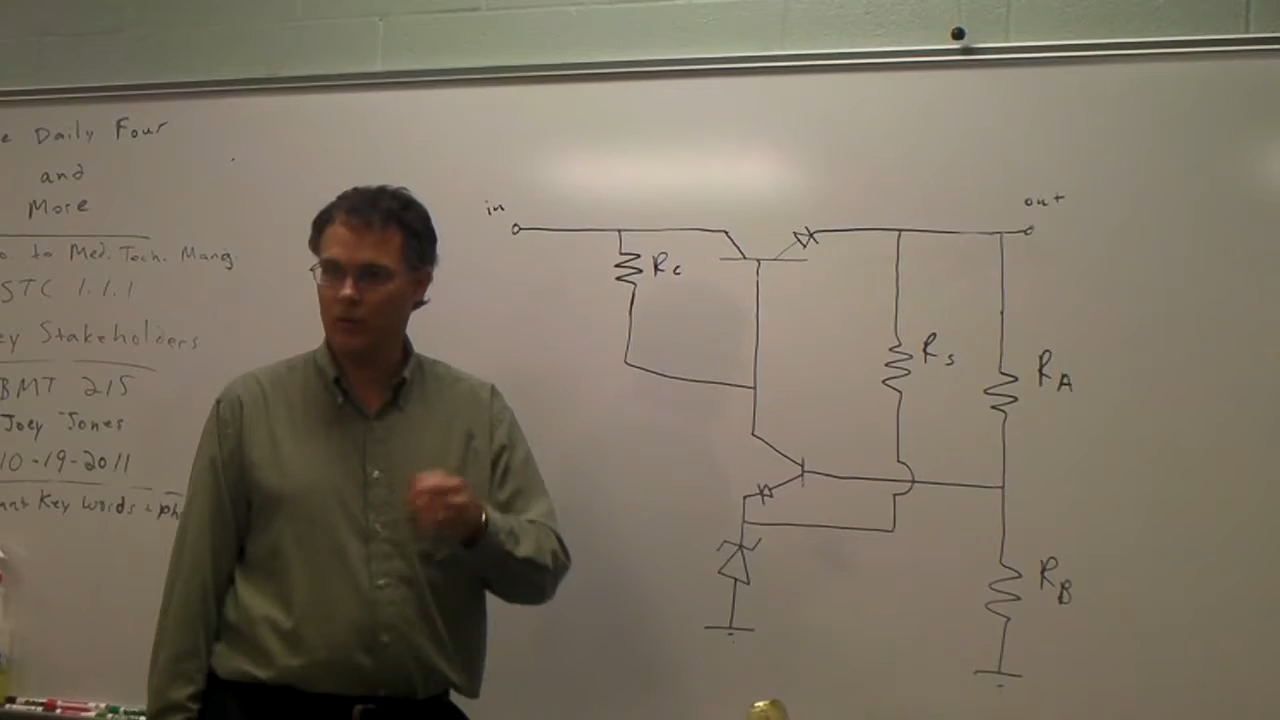 e Daily Four
and
More
o to Med. Tech. Mang.
STC 1.1.1
ey Stakeholders
BMT 215
Joey Jones
10-19-2011
Key Words
in
out
Rc
Rs
RA
RB